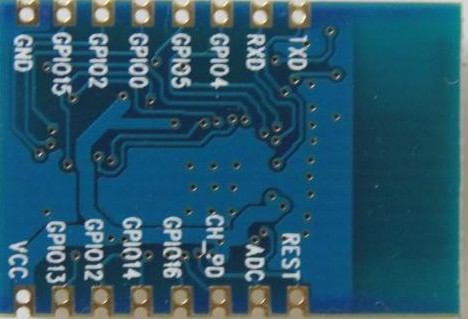 GND
GPIO15
GPIO2
GPIO0
GPIO5
GPIO4
RXD
TXD
VCC
GPIO13
GPIO12
GPIO14
GPIO16
CH_PD
ADC
REST